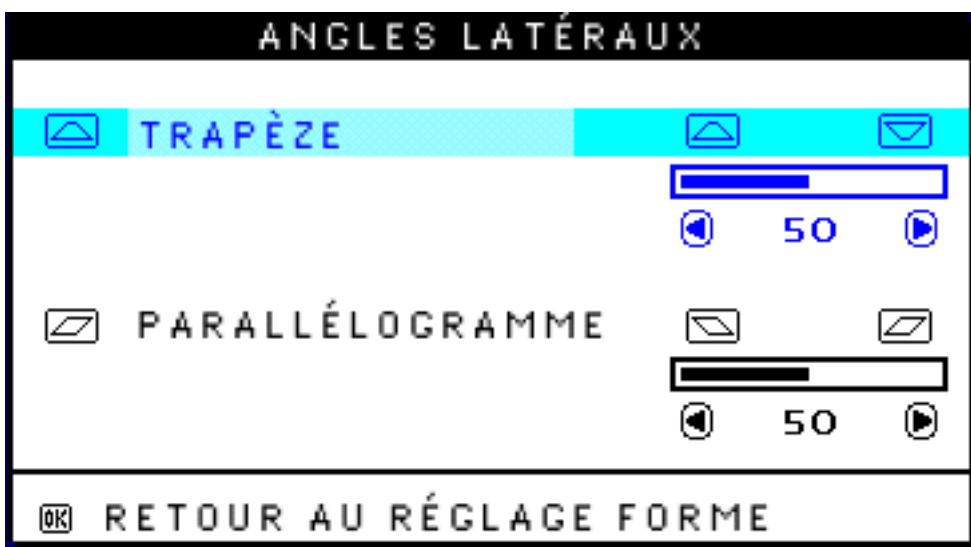 ANGLES LATÉRAUX
TRAPÈZE
50
PARALLÉLOGRAMME
50
OK RETOUR AU RÉGLAGE FORME